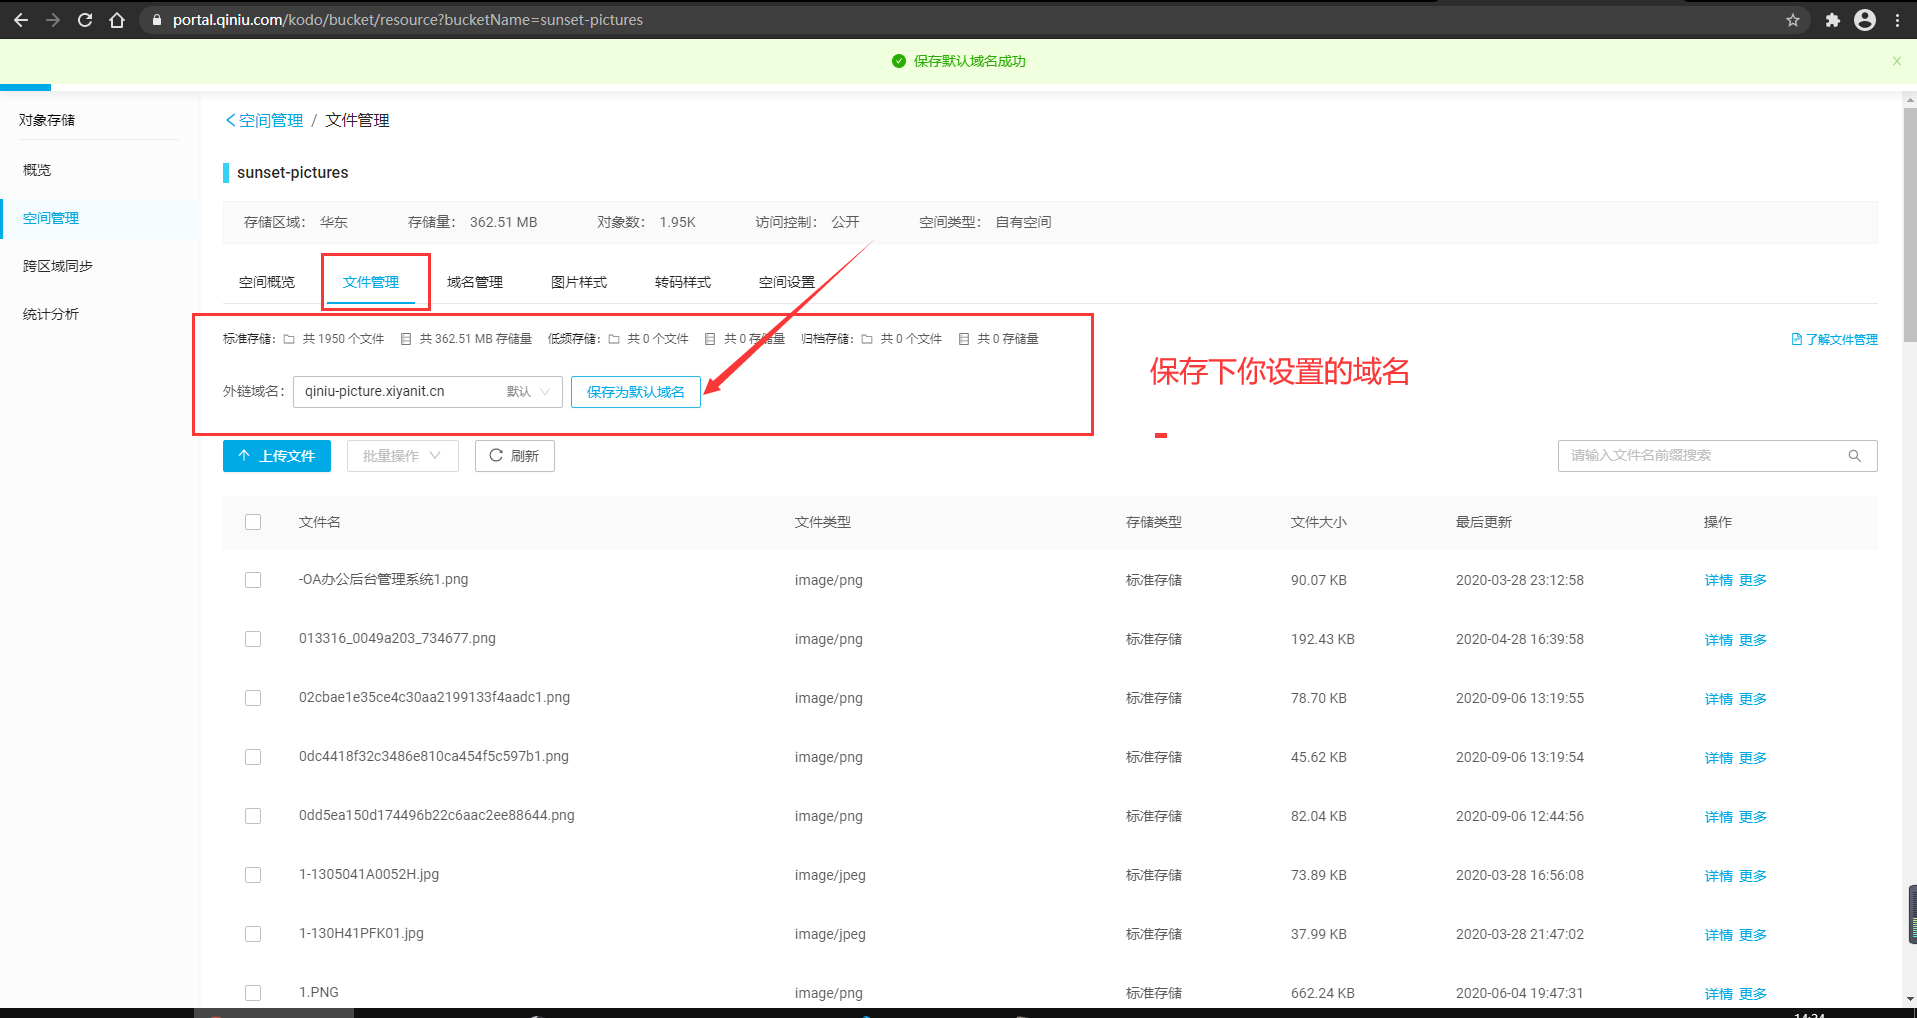 portal.qiniu.com/kodo/bucket/resource?bucketName=sunset-pictures
保存默认域名成功
对象存储
概览
空间管理
跨区域同步
统计分析
空间管理 / 文件管理
sunset-pictures
存储区域： 华东 存储量： 362.51 MB 对象数： 1.95K 访问控制： 公开 空间类型： 自有空间
空间概览 文件管理 域名管理 图片样式 转码样式 空间设置
标准存储： 共 1950 个文件 共 362.51 MB 存储量 低频存储： 共 0 个文件 共 0 存储量 归档存储： 共 0 个文件 共 0 存储量 了解文件管理
外链域名： qiniu-picture.xiyanit.cn 默认 保存为默认域名
保存下你设置的域名
上传文件 批量操作 刷新 请输入文件名前缀搜索
文件名 文件类型 存储类型 文件大小 最后更新 操作
-OA办公后台管理系统1.png image/png 标准存储 90.07 KB 2020-03-28 23:12:58 详情 更多
013316_0049a203_734677.png image/png 标准存储 192.43 KB 2020-04-28 16:39:58 详情 更多
02cbae1e35ce4c30aa2199133f4aadc1.png image/png 标准存储 78.70 KB 2020-09-06 13:19:55 详情 更多
0dc4418f32c3486e810ca454f5c597b1.png image/png 标准存储 45.62 KB 2020-09-06 13:19:54 详情 更多
0dd5ea150d174496b22c6aac2ee88644.png image/png 标准存储 82.04 KB 2020-09-06 12:44:56 详情 更多
1-1305041A0052H.jpg image/jpeg 标准存储 73.89 KB 2020-03-28 16:56:08 详情 更多
1-130H41PFK01.jpg image/jpeg 标准存储 37.99 KB 2020-03-28 21:47:02 详情 更多
1.PNG image/png 标准存储 662.24 KB 2020-06-04 19:47:31 详情 更多